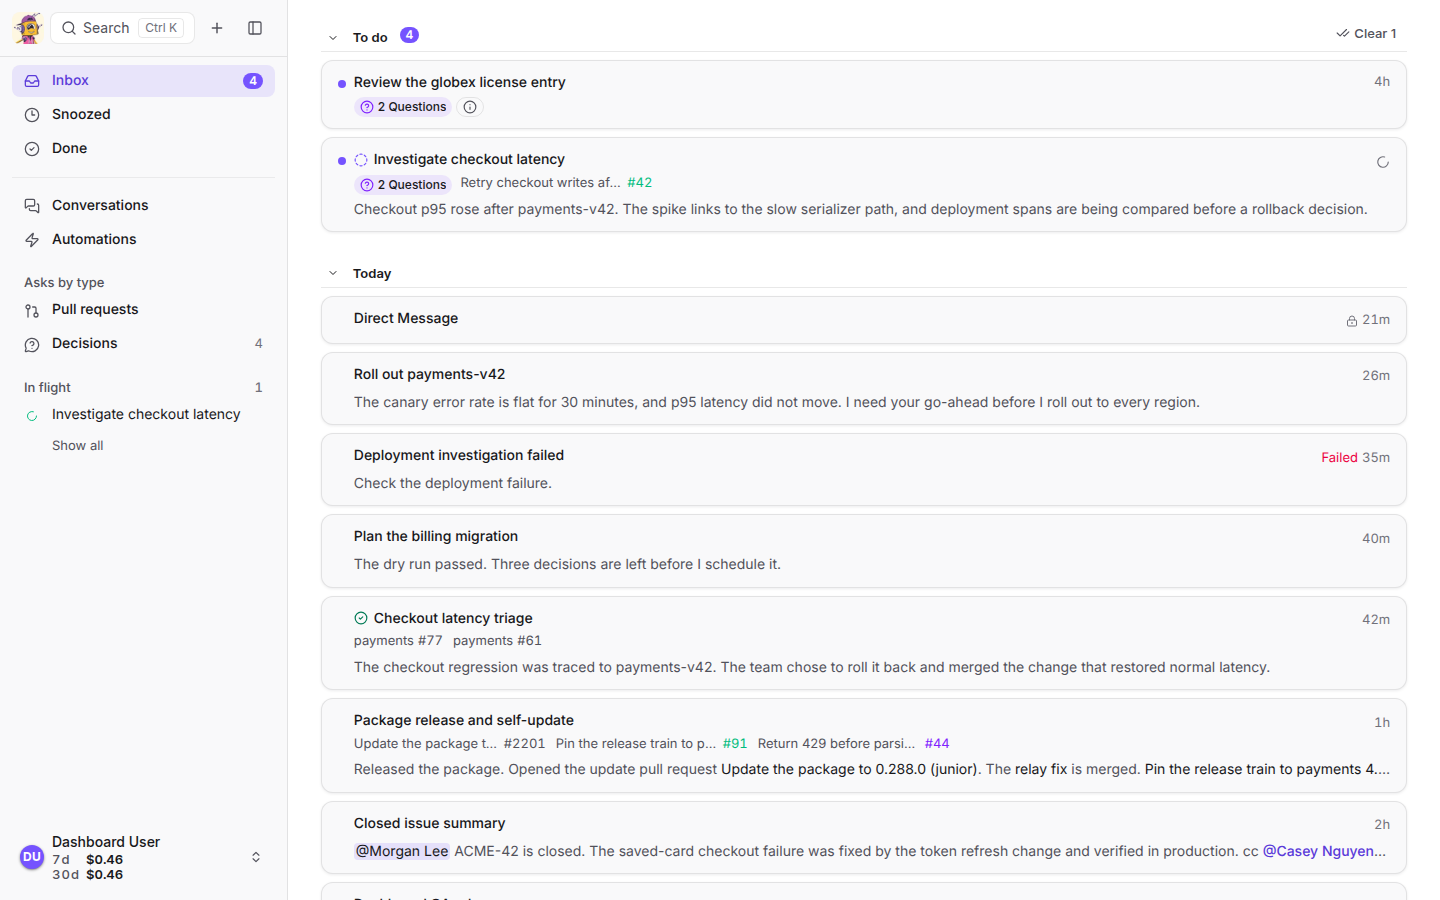 Search Ctrl K
Inbox 4
Snoozed
Done
Conversations
Automations
Asks by type
Pull requests
Decisions 4
In flight 1
Investigate checkout latency
Show all
DU Dashboard User
7d $0.46
30d $0.46
To do 4 Clear 1
Review the globex license entry 4h
2 Questions
Investigate checkout latency
2 Questions Retry checkout writes af... #42
Checkout p95 rose after payments-v42. The spike links to the slow serializer path, and deployment spans are being compared before a rollback decision.
Today
Direct Message 21m
Roll out payments-v42 26m
The canary error rate is flat for 30 minutes, and p95 latency did not move. I need your go-ahead before I roll out to every region.
Deployment investigation failed Failed 35m
Check the deployment failure.
Plan the billing migration 40m
The dry run passed. Three decisions are left before I schedule it.
Checkout latency triage 42m
payments #77 payments #61
The checkout regression was traced to payments-v42. The team chose to roll it back and merged the change that restored normal latency.
Package release and self-update 1h
Update the package t... #2201 Pin the release train to p... #91 Return 429 before parsi... #44
Released the package. Opened the update pull request Update the package to 0.288.0 (junior). The relay fix is merged. Pin the release train to payments 4....
Closed issue summary 2h
@Morgan Lee ACME-42 is closed. The saved-card checkout failure was fixed by the token refresh change and verified in production. cc @Casey Nguyen...